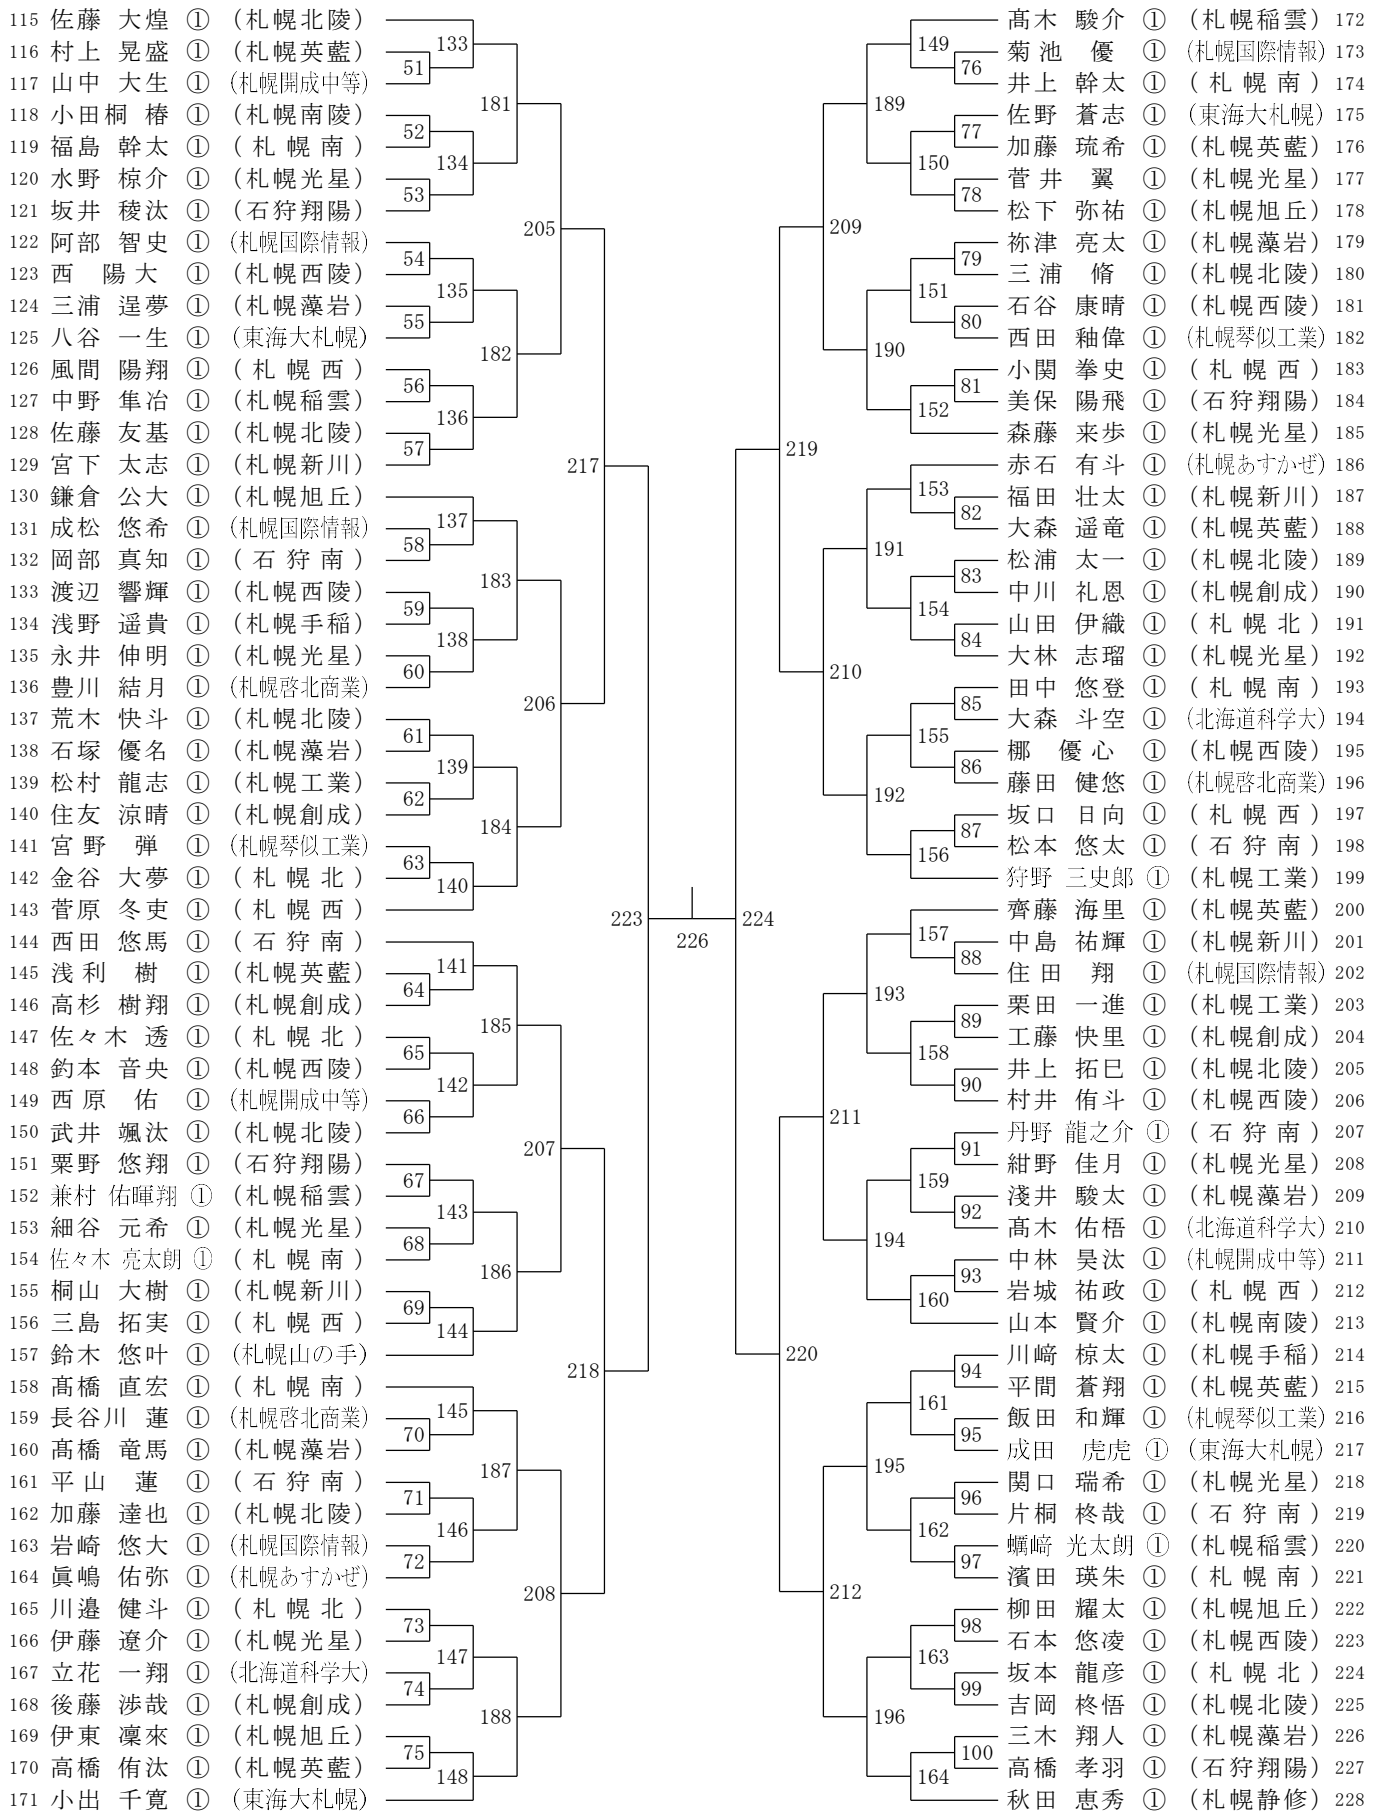 115 佐藤 大煌 ① (札幌北陵)
116 村上 晃盛 ① (札幌英藍)
117 山中 大生 ① (札幌開成中等)
118 小田桐 椿 ① (札幌南陵)
119 福島 幹太 ① (札幌南)
120 水野 椋介 ① (札幌光星)
121 坂井 稜汰 ① (石狩翔陽)
122 阿部 智史 ① (札幌国際情報)
123 西 陽大 ① (札幌西陵)
124 三浦 逞夢 ① (札幌藻岩)
125 八谷 一生 ① (東海大札幌)
126 風間 陽翔 ① (札幌西)
127 中野 隼冶 ① (札幌稲雲)
128 佐藤 友基 ① (札幌北陵)
129 宮下 太志 ① (札幌新川)
130 鎌倉 公大 ① (札幌旭丘)
131 成松 悠希 ① (札幌国際情報)
132 岡部 真知 ① (石狩南)
133 渡辺 響輝 ① (札幌西陵)
134 浅野 遥貴 ① (札幌手稲)
135 永井 伸明 ① (札幌光星)
136 豊川 結月 ① (札幌啓北商業)
137 荒木 快斗 ① (札幌北陵)
138 石塚 優名 ① (札幌藻岩)
139 松村 龍志 ① (札幌工業)
140 住友 涼晴 ① (札幌創成)
141 宮野 弾 ① (札幌琴似工業)
142 金谷 大夢 ① (札幌北)
143 菅原 冬吏 ① (札幌西)
144 西田 悠馬 ① (石狩南)
145 浅利 樹 ① (札幌英藍)
146 高杉 樹翔 ① (札幌創成)
147 佐々木 透 ① (札幌北)
148 釣本 音央 ① (札幌西陵)
149 西原 佑 ① (札幌開成中等)
150 武井 颯汰 ① (札幌北陵)
151 粟野 悠翔 ① (石狩翔陽)
152 兼村 佑暉翔 ① (札幌稲雲)
153 細谷 元希 ① (札幌光星)
154 佐々木 亮太朗 ① (札幌南)
155 桐山 大樹 ① (札幌新川)
156 三島 拓実 ① (札幌西)
157 鈴木 悠叶 ① (札幌山の手)
158 髙橋 直宏 ① (札幌南)
159 長谷川 蓮 ① (札幌啓北商業)
160 髙橋 竜馬 ① (札幌藻岩)
161 平山 蓮 ① (石狩南)
162 加藤 達也 ① (札幌北陵)
163 岩崎 悠大 ① (札幌国際情報)
164 眞嶋 佑弥 ① (札幌あすかぜ)
165 川邉 健斗 ① (札幌北)
166 伊藤 遼介 ① (札幌光星)
167 立花 一翔 ① (北海道科学大)
168 後藤 渉哉 ① (札幌創成)
169 伊東 凜來 ① (札幌旭丘)
170 高橋 侑汰 ① (札幌英藍)
171 小出 千寛 ① (東海大札幌)
51
52
53
54
55
56
57
58
59
60
61
62
63
64
65
66
67
68
69
70
71
72
73
74
75
133
134
135
136
137
138
139
140
141
142
143
144
145
146
147
148
181
182
183
184
185
186
187
188
205
206
207
208
217
218
223
226
224
219
220
209
210
211
212
189
190
191
192
193
194
195
196
149
150
151
152
153
154
155
156
157
158
159
160
161
162
163
164
76
77
78
79
80
81
82
83
84
85
86
87
88
89
90
91
92
93
94
95
96
97
98
99
100
髙木 駿介 ① (札幌稲雲) 172
菊池 優 ① (札幌国際情報) 173
井上 幹太 ① (札幌南) 174
佐野 蒼志 ① (東海大札幌) 175
加藤 琉希 ① (札幌英藍) 176
菅井 翼 ① (札幌光星) 177
松下 弥祐 ① (札幌旭丘) 178
祢津 亮太 ① (札幌藻岩) 179
三浦 脩 ① (札幌北陵) 180
石谷 康晴 ① (札幌西陵) 181
西田 釉偉 ① (札幌琴似工業) 182
小関 拳史 ① (札幌西) 183
美保 陽飛 ① (石狩翔陽) 184
森藤 来歩 ① (札幌光星) 185
赤石 有斗 ① (札幌あすかぜ) 186
福田 壮太 ① (札幌新川) 187
大森 遥竜 ① (札幌英藍) 188
松浦 太一 ① (札幌北陵) 189
中川 礼恩 ① (札幌創成) 190
山田 伊織 ① (札幌北) 191
大林 志瑠 ① (札幌光星) 192
田中 悠登 ① (札幌南) 193
大森 斗空 ① (北海道科学大) 194
梛 優心 ① (札幌西陵) 195
藤田 健悠 ① (札幌啓北商業) 196
坂口 日向 ① (札幌西) 197
松本 悠太 ① (石狩南) 198
狩野 三史郎 ① (札幌工業) 199
齊藤 海里 ① (札幌英藍) 200
中島 祐輝 ① (札幌新川) 201
住田 翔 ① (札幌国際情報) 202
栗田 一進 ① (札幌工業) 203
工藤 快里 ① (札幌創成) 204
井上 拓巳 ① (札幌北陵) 205
村井 侑斗 ① (札幌西陵) 206
丹野 龍之介 ① (石狩南) 207
紺野 佳月 ① (札幌光星) 208
淺井 駿太 ① (札幌藻岩) 209
髙木 佑梧 ① (北海道科学大) 210
中林 昊汰 ① (札幌開成中等) 211
岩城 祐政 ① (札幌西) 212
山本 賢介 ① (札幌南陵) 213
川﨑 椋太 ① (札幌手稲) 214
平間 蒼翔 ① (札幌英藍) 215
飯田 和輝 ① (札幌琴似工業) 216
成田 虎虎 ① (東海大札幌) 217
関口 瑞希 ① (札幌光星) 218
片桐 柊哉 ① (石狩南) 219
蠣﨑 光太朗 ① (札幌稲雲) 220
濱田 瑛朱 ① (札幌南) 221
柳田 耀太 ① (札幌旭丘) 222
石本 悠凌 ① (札幌西陵) 223
坂本 龍彦 ① (札幌北) 224
吉岡 柊悟 ① (札幌北陵) 225
三木 翔人 ① (札幌藻岩) 226
高橋 孝羽 ① (石狩翔陽) 227
秋田 恵秀 ① (札幌静修) 228